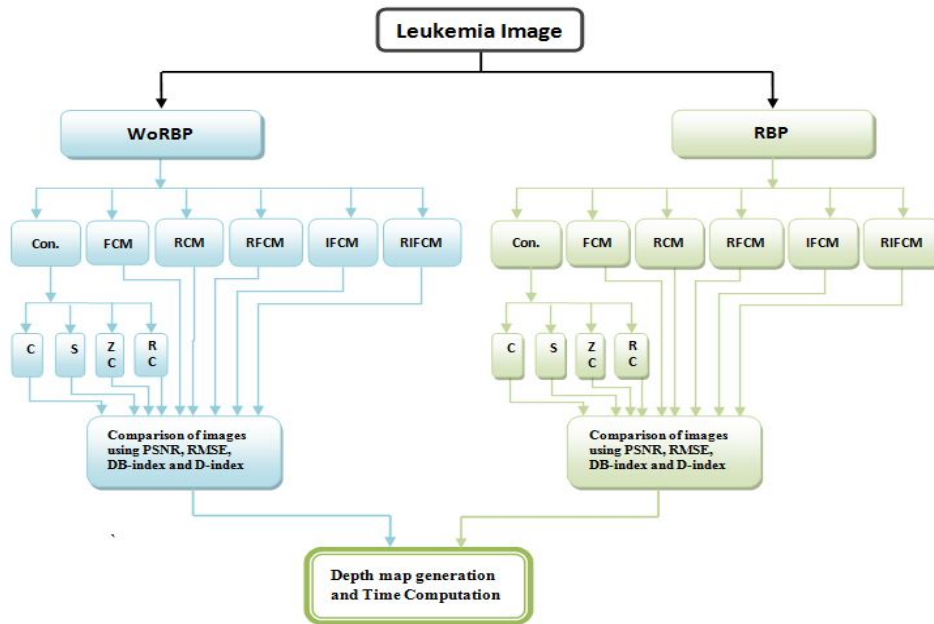 Leukemia Image
WoRBP
RBP
Con.
FCM
RCM
RFCM
IFCM
RIFCM
Con.
FCM
RCM
RFCM
IFCM
RIFCM
C
S
Z
C
R
C
C
S
Z
C
R
C
Comparison of images
using PSNR, RMSE,
DB-index and D-index
Comparison of images
using PSNR, RMSE,
DB-index and D-index
`
Depth map generation
and Time Computation